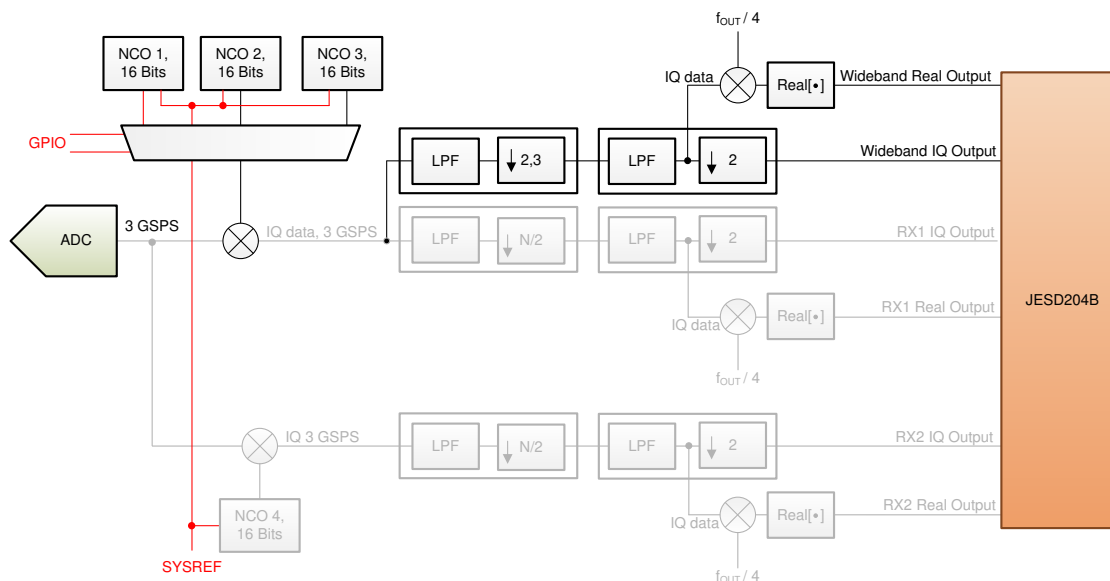 fOUT / 4
NCO 1,
16 Bits
NCO 2,
16 Bits
NCO 3,
16 Bits
IQ data
Real[•]
Wideband Real Output
GPIO
LPF
2,3
LPF
2
Wideband IQ Output
ADC
3 GSPS
IQ data, 3 GSPS
LPF
N/2
LPF
2
RX1 IQ Output
JESD204B
IQ data
Real[•]
RX1 Real Output
fOUT / 4
IQ 3 GSPS
LPF
N/2
LPF
2
RX2 IQ Output
NCO 4,
16 Bits
IQ data
Real[•]
RX2 Real Output
SYSREF
fOUT / 4